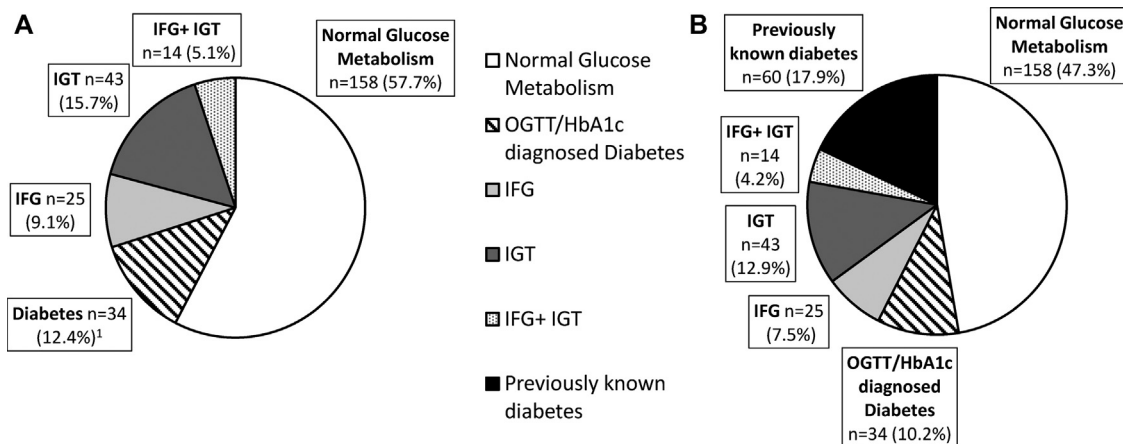 A
IFG+ IGT
n=14 (5.1%)
Normal Glucose
Metabolism
n=158 (57.7%)
IGT n=43
(15.7%)
IFG n=25
(9.1%)
Diabetes n=34
(12.4%)¹
Normal Glucose
Metabolism
OGTT/HbA1c
diagnosed Diabetes
IFG
IGT
IFG+ IGT
Previously known
diabetes
B
Previously
known diabetes
n=60 (17.9%)
Normal Glucose
Metabolism
n=158 (47.3%)
IFG+ IGT
n=14
(4.2%)
IGT
n=43
(12.9%)
IFG n=25
(7.5%)
OGTT/HbA1c
diagnosed
Diabetes
n=34 (10.2%)